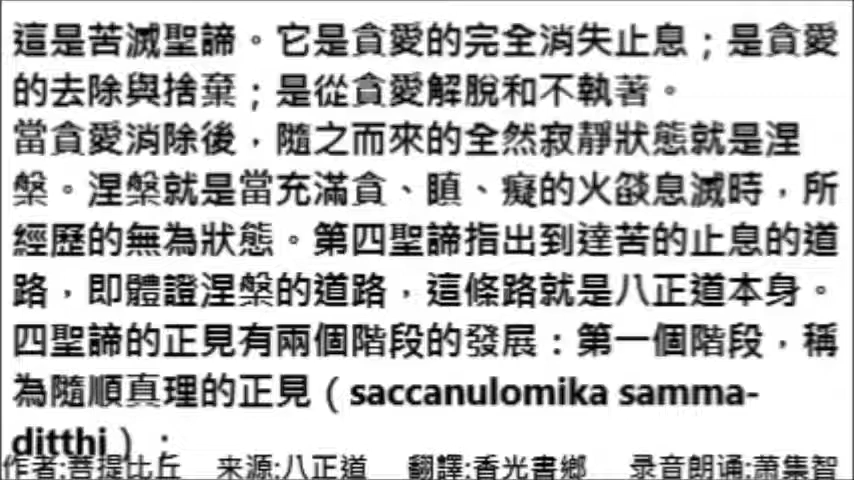 這是苦滅聖諦。它是貪愛的完全消失止息；是貪愛
的去除與捨棄；是從貪愛解脫和不執著。
當貪愛消除後，隨之而來的全然寂靜狀態就是涅
槃。涅槃就是當充滿貪、瞋、癡的火燄息滅時，所
經歷的無為狀態。第四聖諦指出到達苦的止息的道
路，即體證涅槃的道路，這條路就是八正道本身。
四聖諦的正見有兩個階段的發展：第一個階段，稱
為隨順真理的正見（saccanulomika samma-
ditthi）；
作者:菩提比丘 来源:八正道 翻譯:香光書鄉 录音朗诵:萧集智